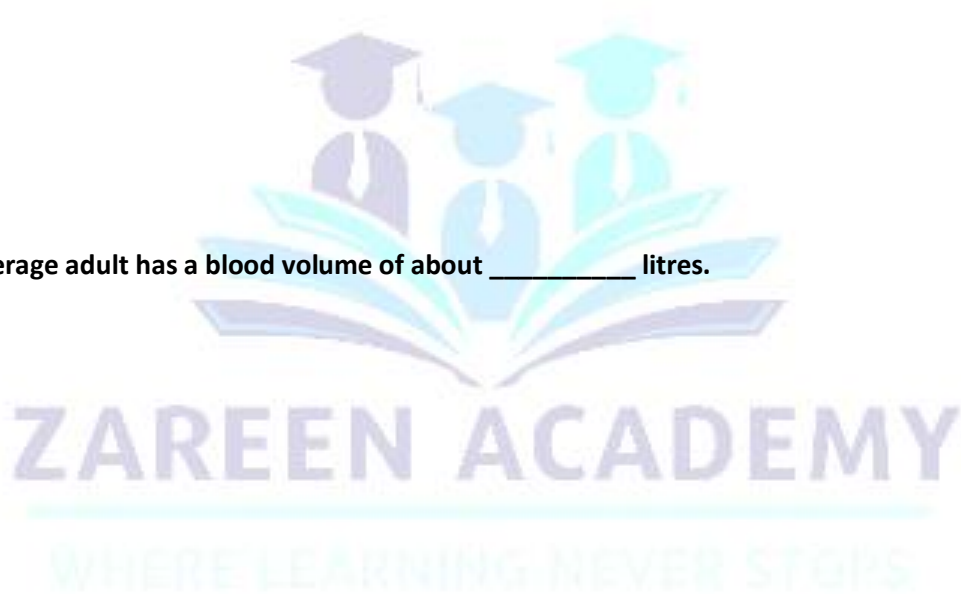 erage adult has a blood volume of about __________ litres.
ZAREEN ACADEMY
WHERE LEARNING NEVER STOPS